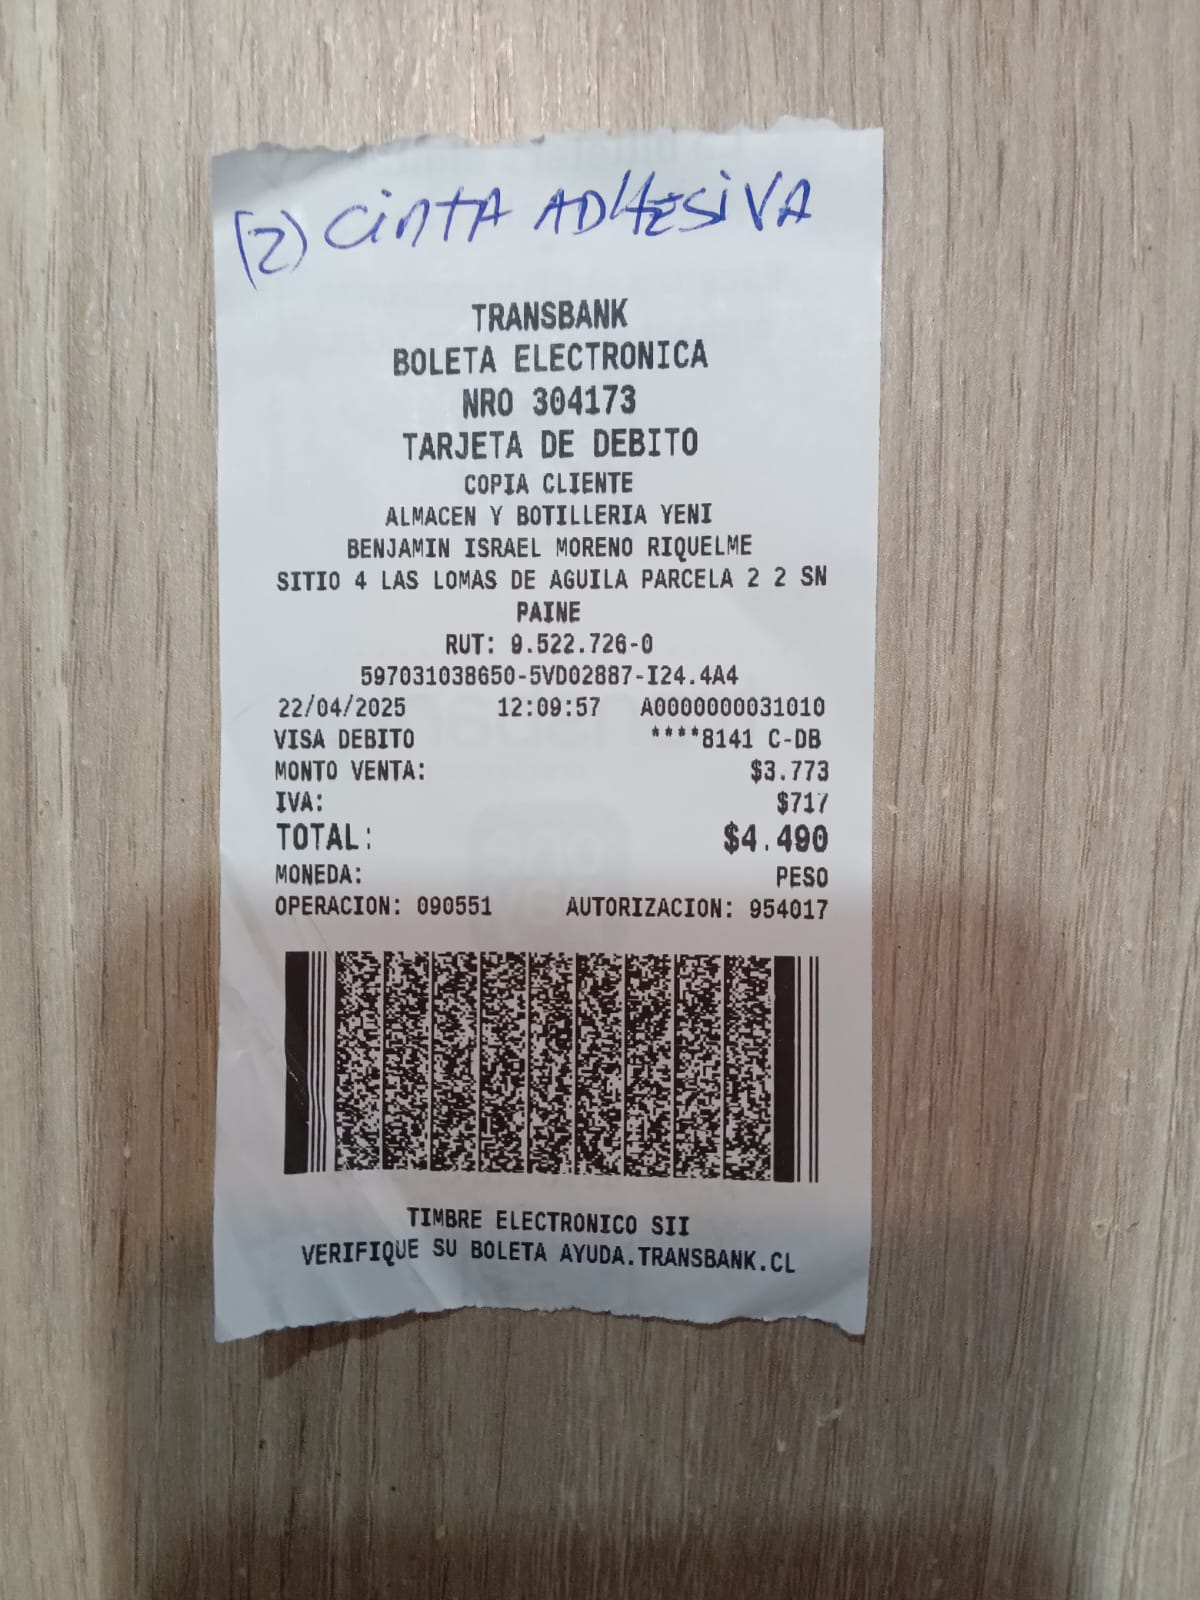 (2) CINTA ADHESIVA
TRANSBANK
BOLETA ELECTRONICA
NRO 304173
TARJETA DE DEBITO
COPIA CLIENTE
ALMACEN Y BOTILLERIA YENI
BENJAMIN ISRAEL MORENO RIQUELME
SITIO 4 LAS LOMAS DE AGUILA PARCELA 2 2 SN
PAINE
RUT: 9.522.726-0
597031038650-5VD02887-I24.4A4
22/04/2025 12:09:57 A0000000031010
VISA DEBITO ****8141 C-DB
MONTO VENTA: $3.773
IVA: $717
TOTAL: $4.490
MONEDA: PESO
OPERACION: 090551 AUTORIZACION: 954017
TIMBRE ELECTRONICO SII
VERIFIQUE SU BOLETA AYUDA.TRANSBANK.CL